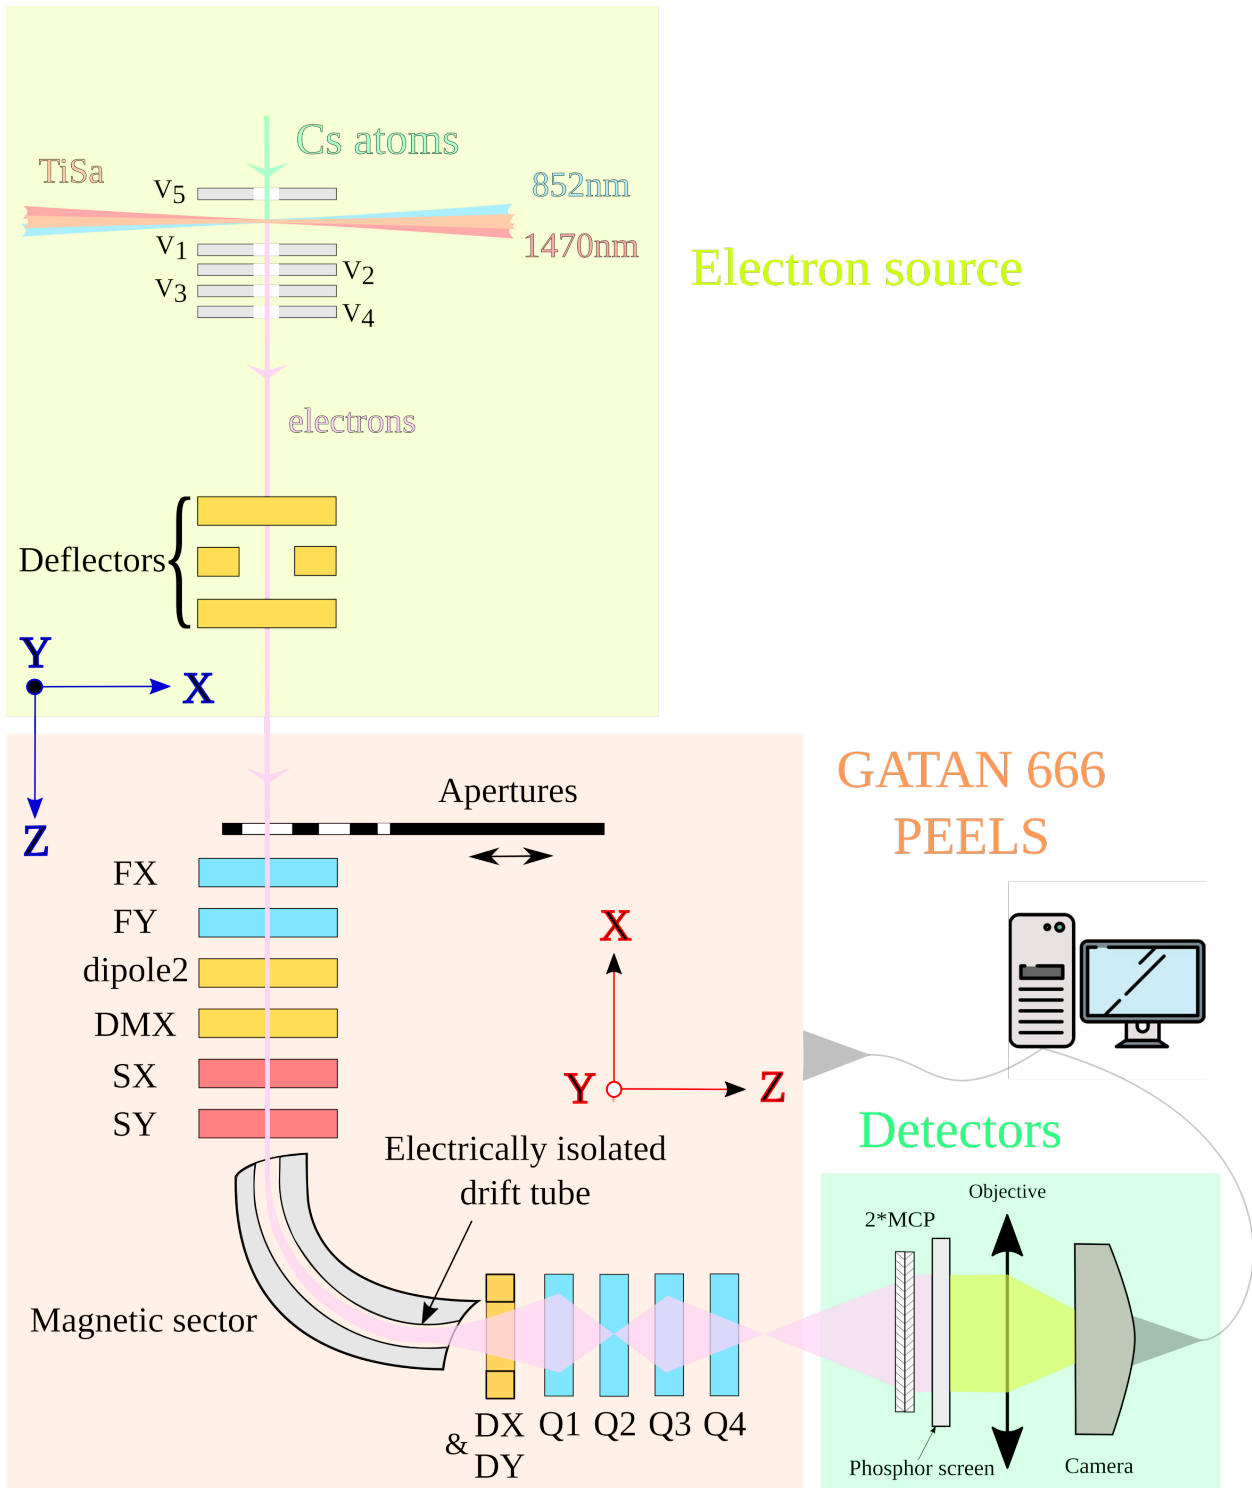 Cs atoms
TiSa
852nm
V5
1470nm
V1
V2
V3
V4
Electron source
electrons
Deflectors
Y
X
Z
GATAN 666
PEELS
Apertures
FX
FY
dipole2
DMX
SX
SY
X
Y
Z
Electrically isolated
drift tube
Magnetic sector
& DX
DY
Q1
Q2
Q3
Q4
Detectors
Objective
2*MCP
Phosphor screen
Camera